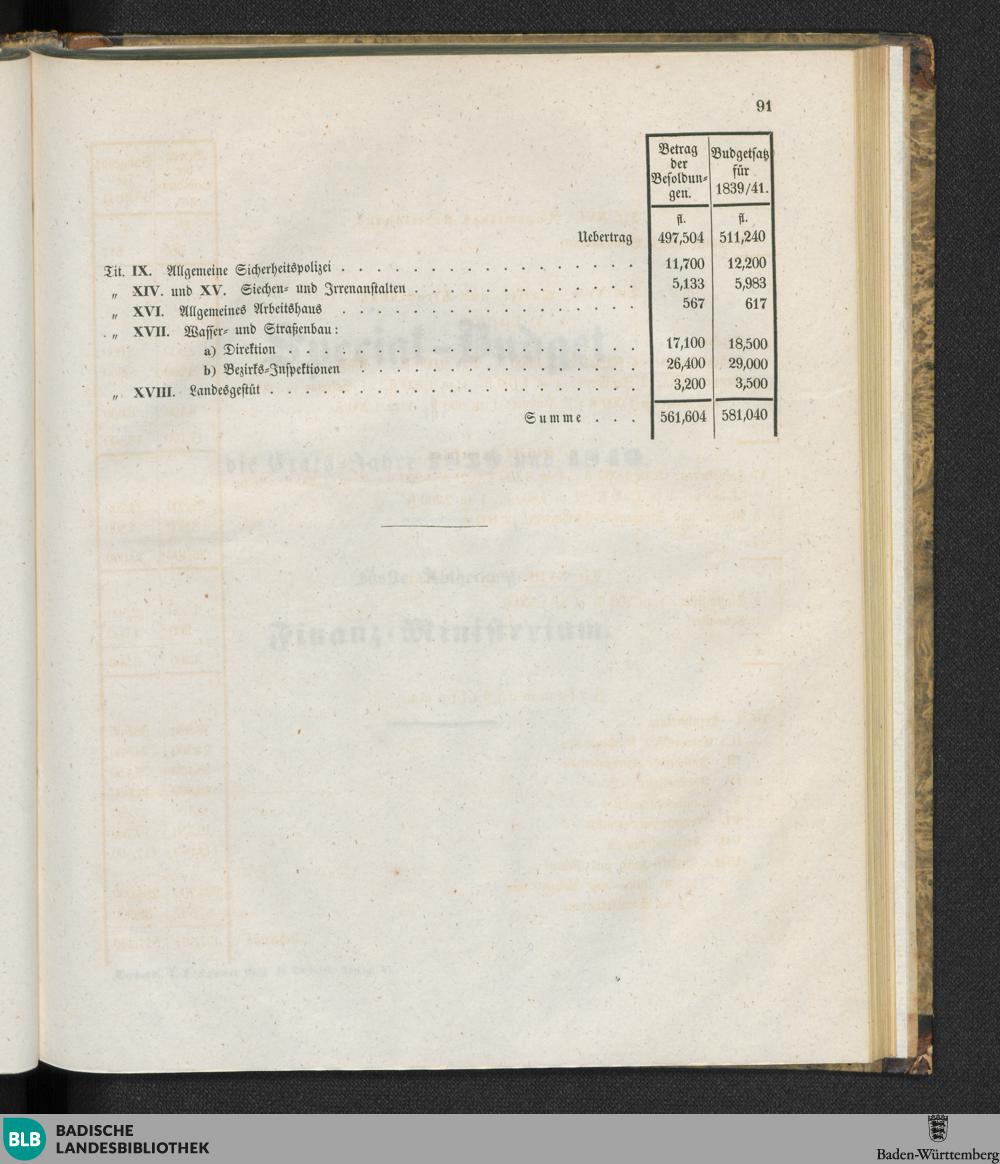 91
Betrag der Besoldun= gen. Budgetsatz für 1839/41.
fl. fl.
Uebertrag 497,504 511,240
Tit. IX. Allgemeine Sicherheitspolizei . . . . . . . . . . . . . . . . 11,700 12,200
„ XIV. und XV. Siechen= und Irrenanstalten . . . . . . . . . . . . . 5,133 5,983
„ XVI. Allgemeines Arbeitshaus . . . . . . . . . . . . . . . . 567 617
„ XVII. Wasser= und Straßenbau:
a) Direktion . . . . . . . . . . . . . . . . . . 17,100 18,500
b) Bezirks=Inspektionen . . . . . . . . . . . . . . . 26,400 29,000
„ XVIII. Landesgestüt . . . . . . . . . . . . . . . . . . . . 3,200 3,500
Summe . . . 561,604 581,040
BLB BADISCHE
LANDESBIBLIOTHEK
Baden-Württemberg